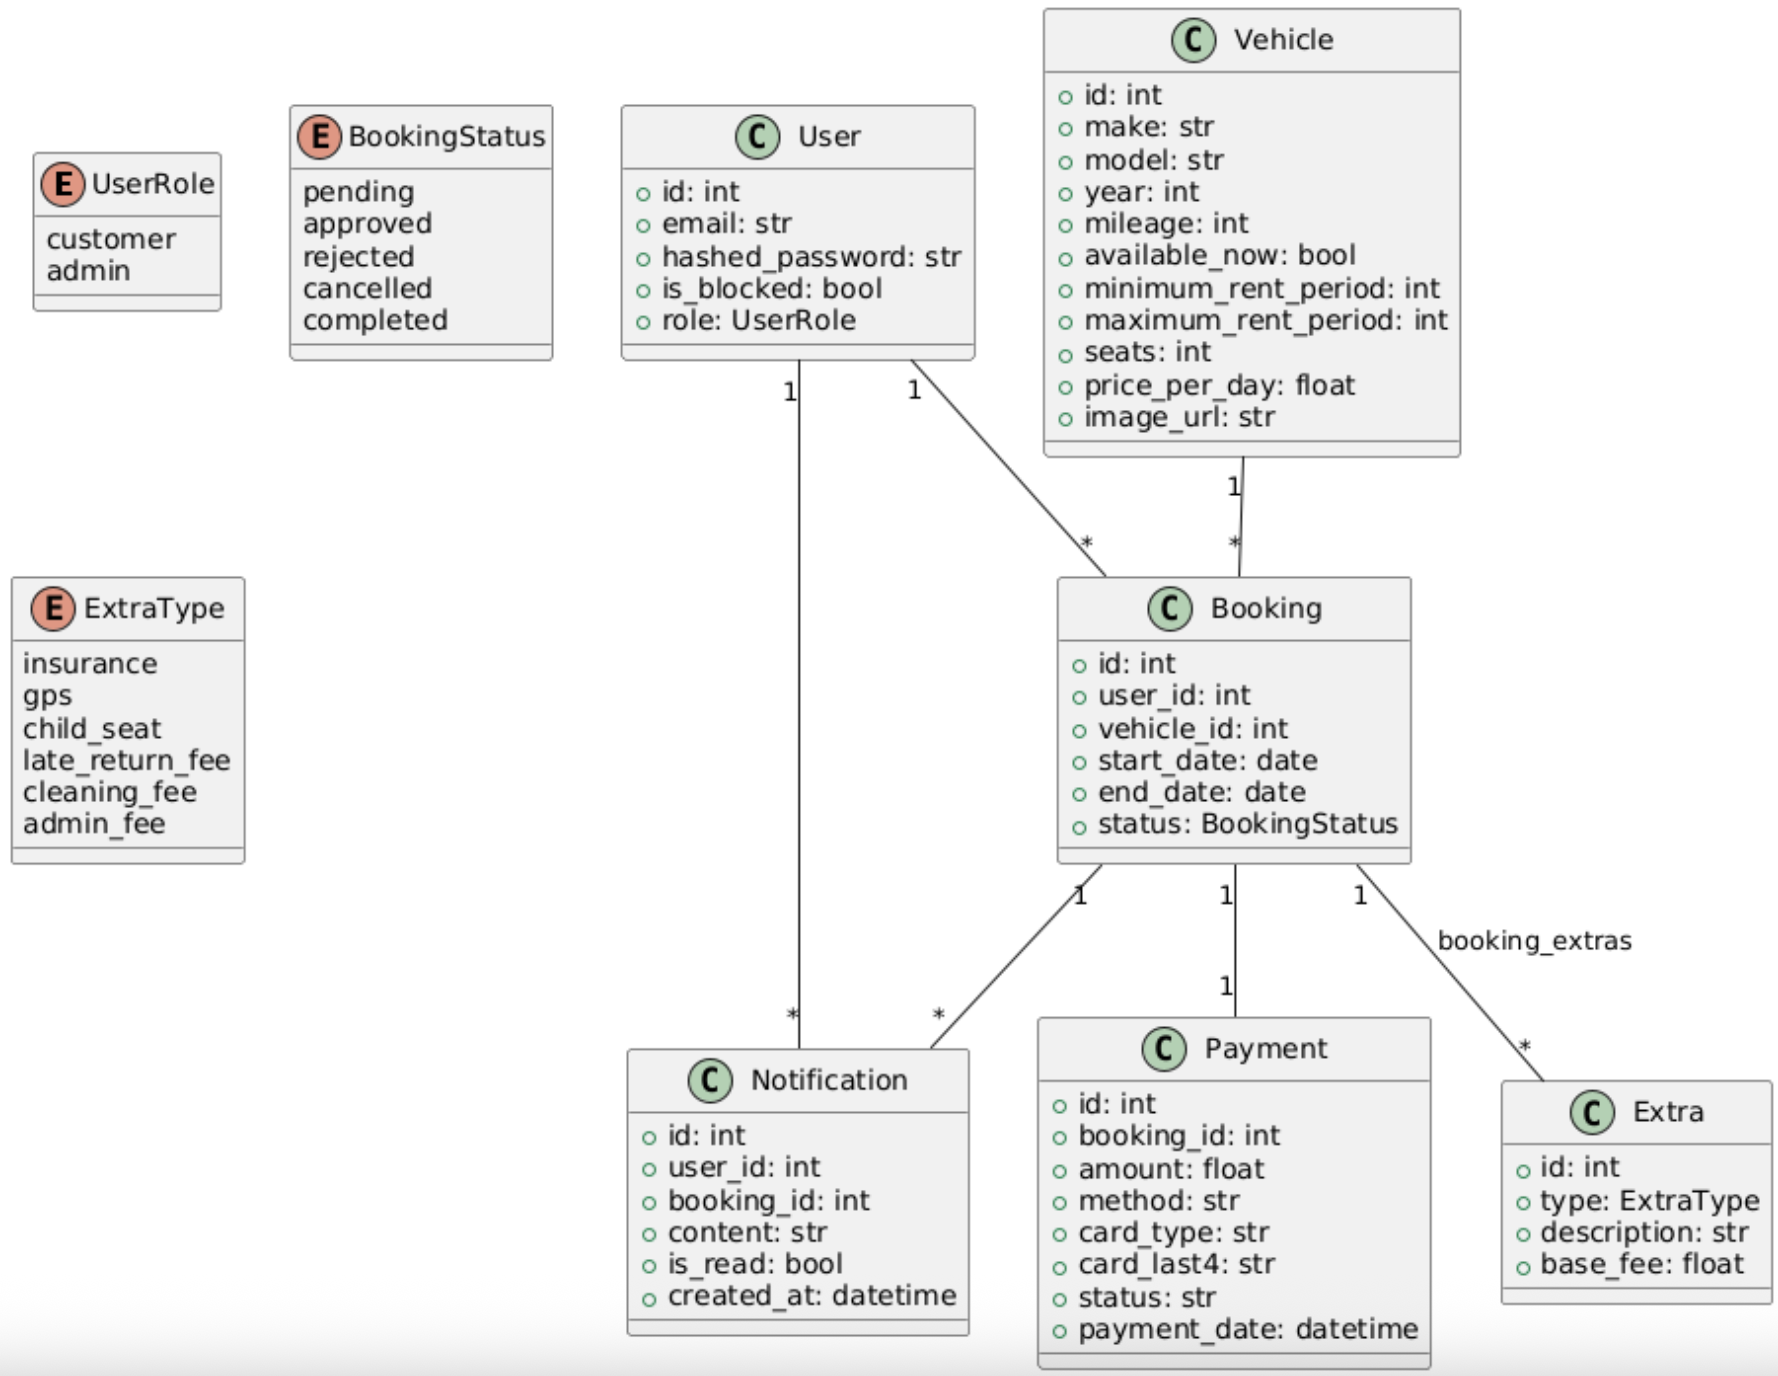 E UserRole
customer
admin
E BookingStatus
pending
approved
rejected
cancelled
completed
C User
id: int
email: str
hashed_password: str
is_blocked: bool
role: UserRole
C Vehicle
id: int
make: str
model: str
year: int
mileage: int
available_now: bool
minimum_rent_period: int
maximum_rent_period: int
seats: int
price_per_day: float
image_url: str
1
1
1
*
*
E ExtraType
insurance
gps
child_seat
late_return_fee
cleaning_fee
admin_fee
C Booking
id: int
user_id: int
vehicle_id: int
start_date: date
end_date: date
status: BookingStatus
1
1
1
booking_extras
*
*
1
*
C Notification
id: int
user_id: int
booking_id: int
content: str
is_read: bool
created_at: datetime
C Payment
id: int
booking_id: int
amount: float
method: str
card_type: str
card_last4: str
status: str
payment_date: datetime
C Extra
id: int
type: ExtraType
description: str
base_fee: float